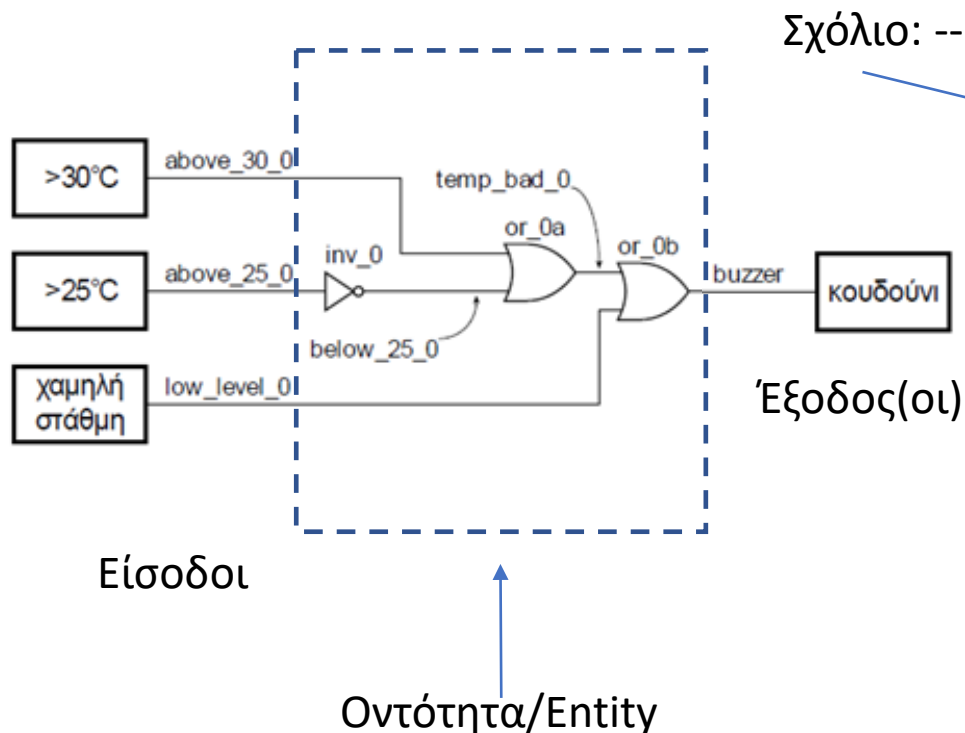 Σχόλιο: --
>30°C
above_30_0
temp_bad_0
or_0a
or_0b
inv_0
>25°C
above_25_0
buzzer
κουδούνι
below_25_0
χαμηλή
στάθμη
low_level_0
Έξοδος(οι)
Είσοδοι
Οντότητα/Entity